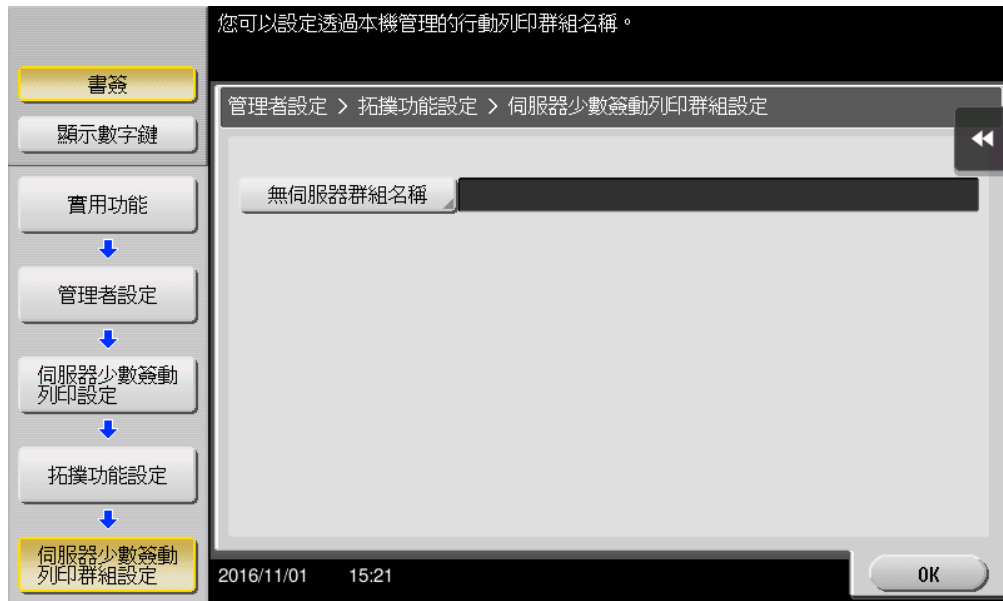 您可以設定透過本機管理的行動列印群組名稱。
書簽
顯示數字鍵
管理者設定 > 拓撲功能設定 > 伺服器少數簽動列印群組設定
無伺服器群組名稱
實用功能
管理者設定
伺服器少數簽動
列印設定
拓撲功能設定
伺服器少數簽動
列印群組設定
2016/11/01 15:21
OK